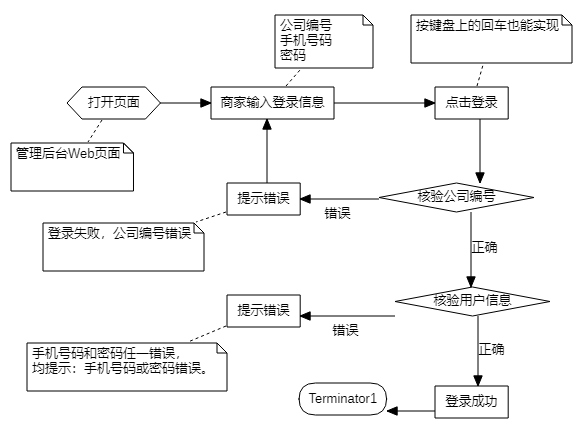 公司编号
手机号码
密码
按键盘上的回车也能实现
打开页面
商家输入登录信息
点击登录
管理后台Web页面
提示错误
错误
核验公司编号
登录失败，公司编号错误
正确
提示错误
错误
核验用户信息
手机号码和密码任一错误，
均提示：手机号码或密码错误。
正确
Terminator1
登录成功